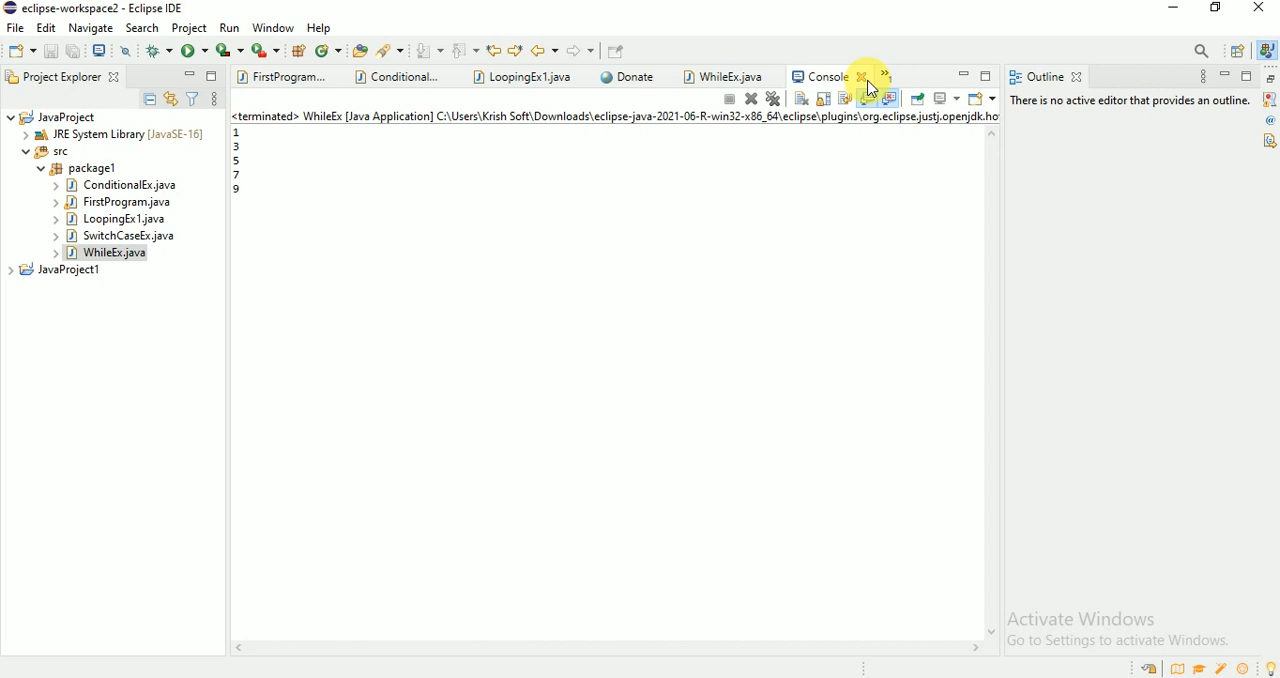 eclipse-workspace2 - Eclipse IDE
File Edit Navigate Search Project Run Window Help
Project Explorer FirstProgram... Conditional... LoopingEx1.java Donate WhileEx.java Console »1 Outline
<terminated> WhileEx [Java Application] C:\Users\Krish Soft\Downloads\eclipse-java-2021-06-R-win32-x86_64\eclipse\plugins\org.eclipse.justj.openjdk.ho
There is no active editor that provides an outline.
JavaProject
JRE System Library [JavaSE-16]
src
package1
ConditionalEx.java
FirstProgram.java
LoopingEx1.java
SwitchCaseEx.java
WhileEx.java
JavaProject1
1
3
5
7
9
Activate Windows
Go to Settings to activate Windows.